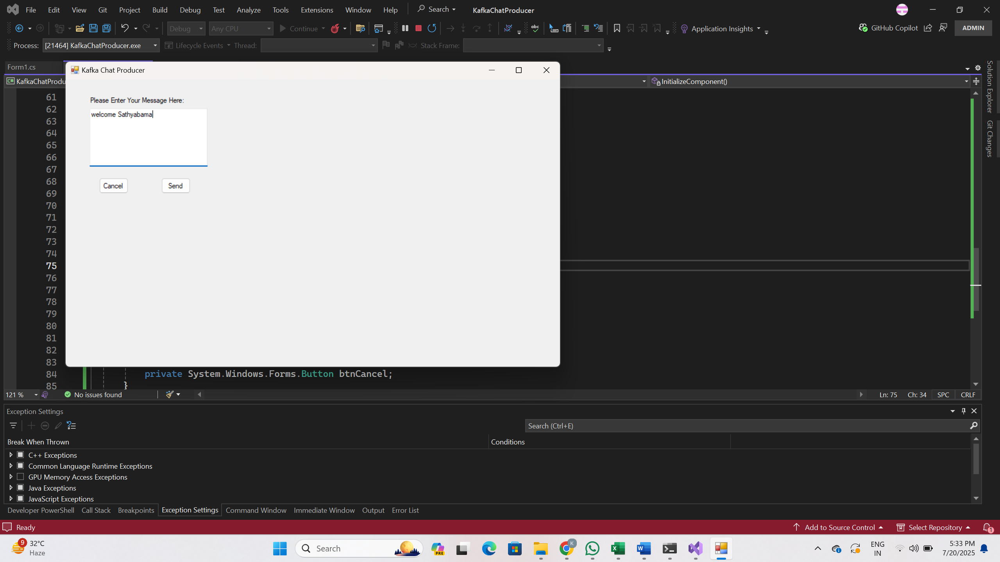 File Edit View Git Project Build Debug Test Analyze Tools Extensions Window Help Search KafkaChatProducer
Debug Any CPU Continue Application Insights GitHub Copilot ADMIN
Process: [21464] KafkaChatProducer.exe Lifecycle Events Thread: Stack Frame:
Form1.cs
Kafka Chat Producer
C# KafkaChatProdu
InitializeComponent()
Solution Explorer
Git Changes
Please Enter Your Message Here:
welcome Sathyabama
Cancel Send
61
62
63
64
65
66
67
68
69
70
71
72
73
74
75
76
77
78
79
80
81
82
83
84 private System.Windows.Forms.Button btnCancel;
85 }
121 % No issues found Ln: 75 Ch: 34 SPC CRLF
Exception Settings
Search (Ctrl+E)
Break When Thrown Conditions
C++ Exceptions
Common Language Runtime Exceptions
GPU Memory Access Exceptions
Java Exceptions
JavaScript Exceptions
Developer PowerShell Call Stack Breakpoints Exception Settings Command Window Immediate Window Output Error List
Ready Add to Source Control Select Repository 1
9 32°C
Haze
Search
PRE
K
ENG
IN
5:33 PM
7/20/2025